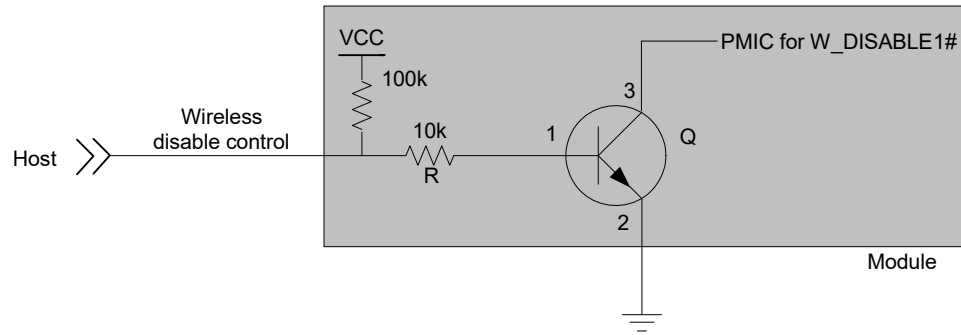 VCC
100k
PMIC for W_DISABLE1#
3
Wireless
disable control
10k
1
Q
Host
R
2
Module